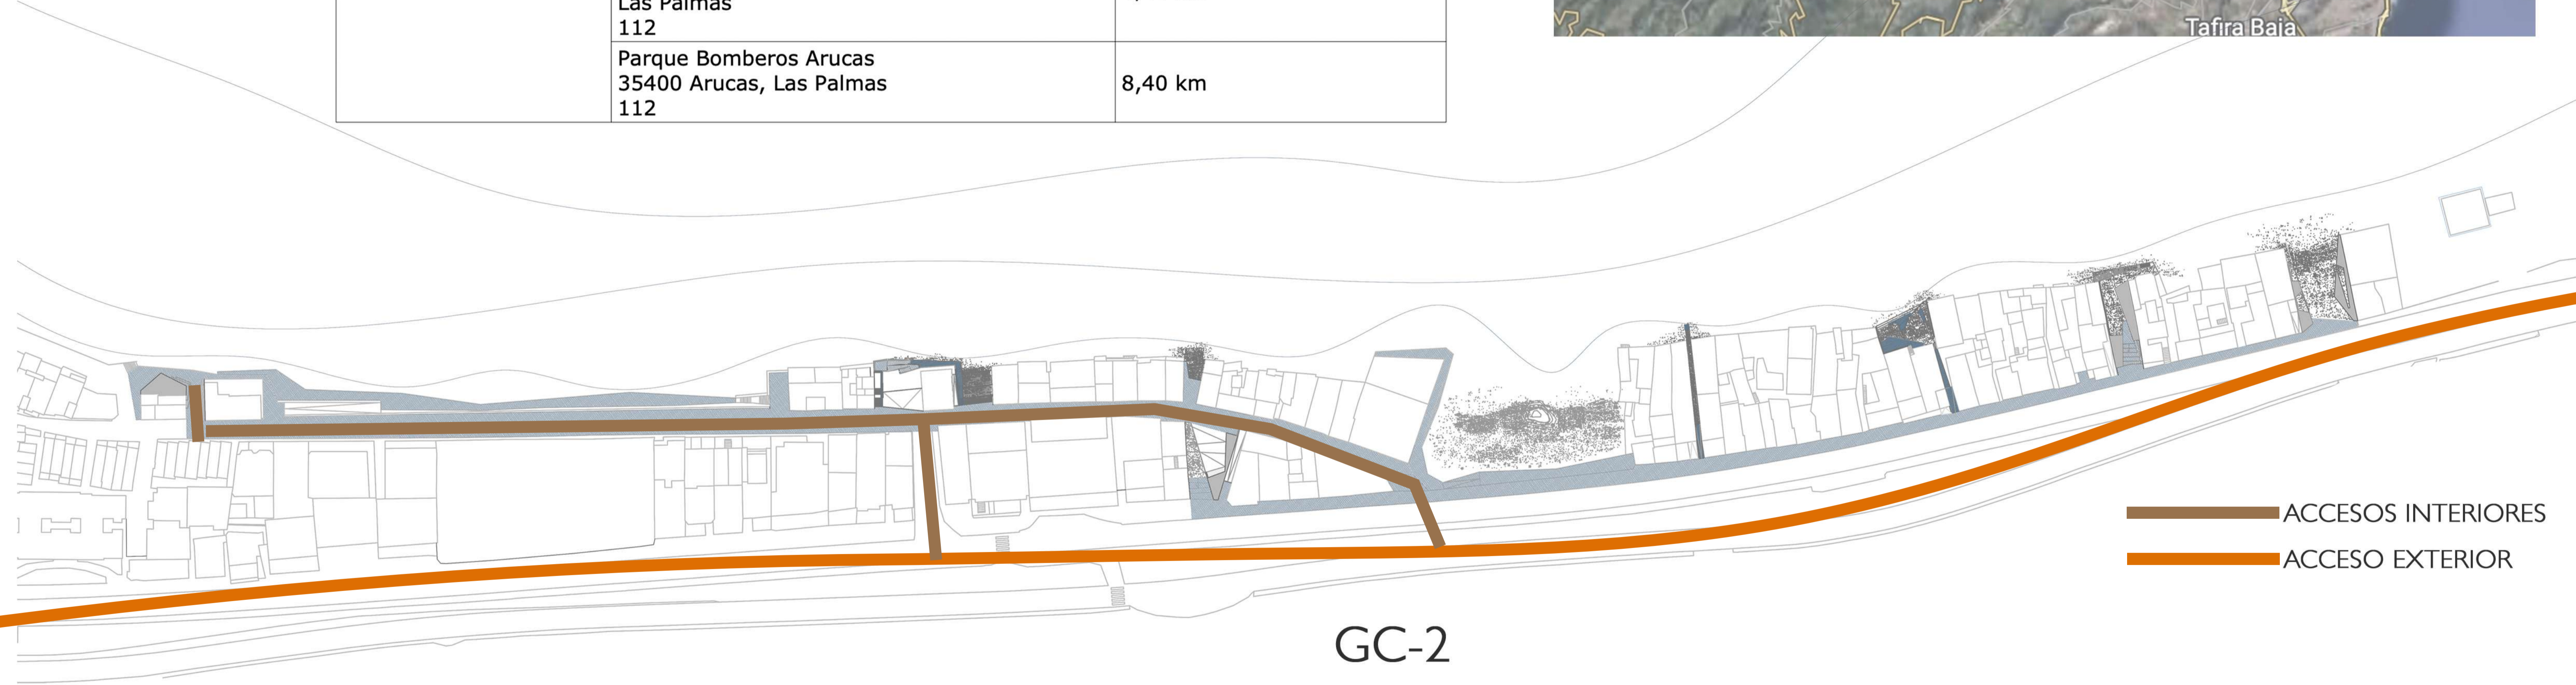 Las Palmas
112
Parque Bomberos Arucas
35400 Arucas, Las Palmas
112
8,40 km
Tafira Baja
ACCESOS INTERIORES
ACCESO EXTERIOR
GC-2